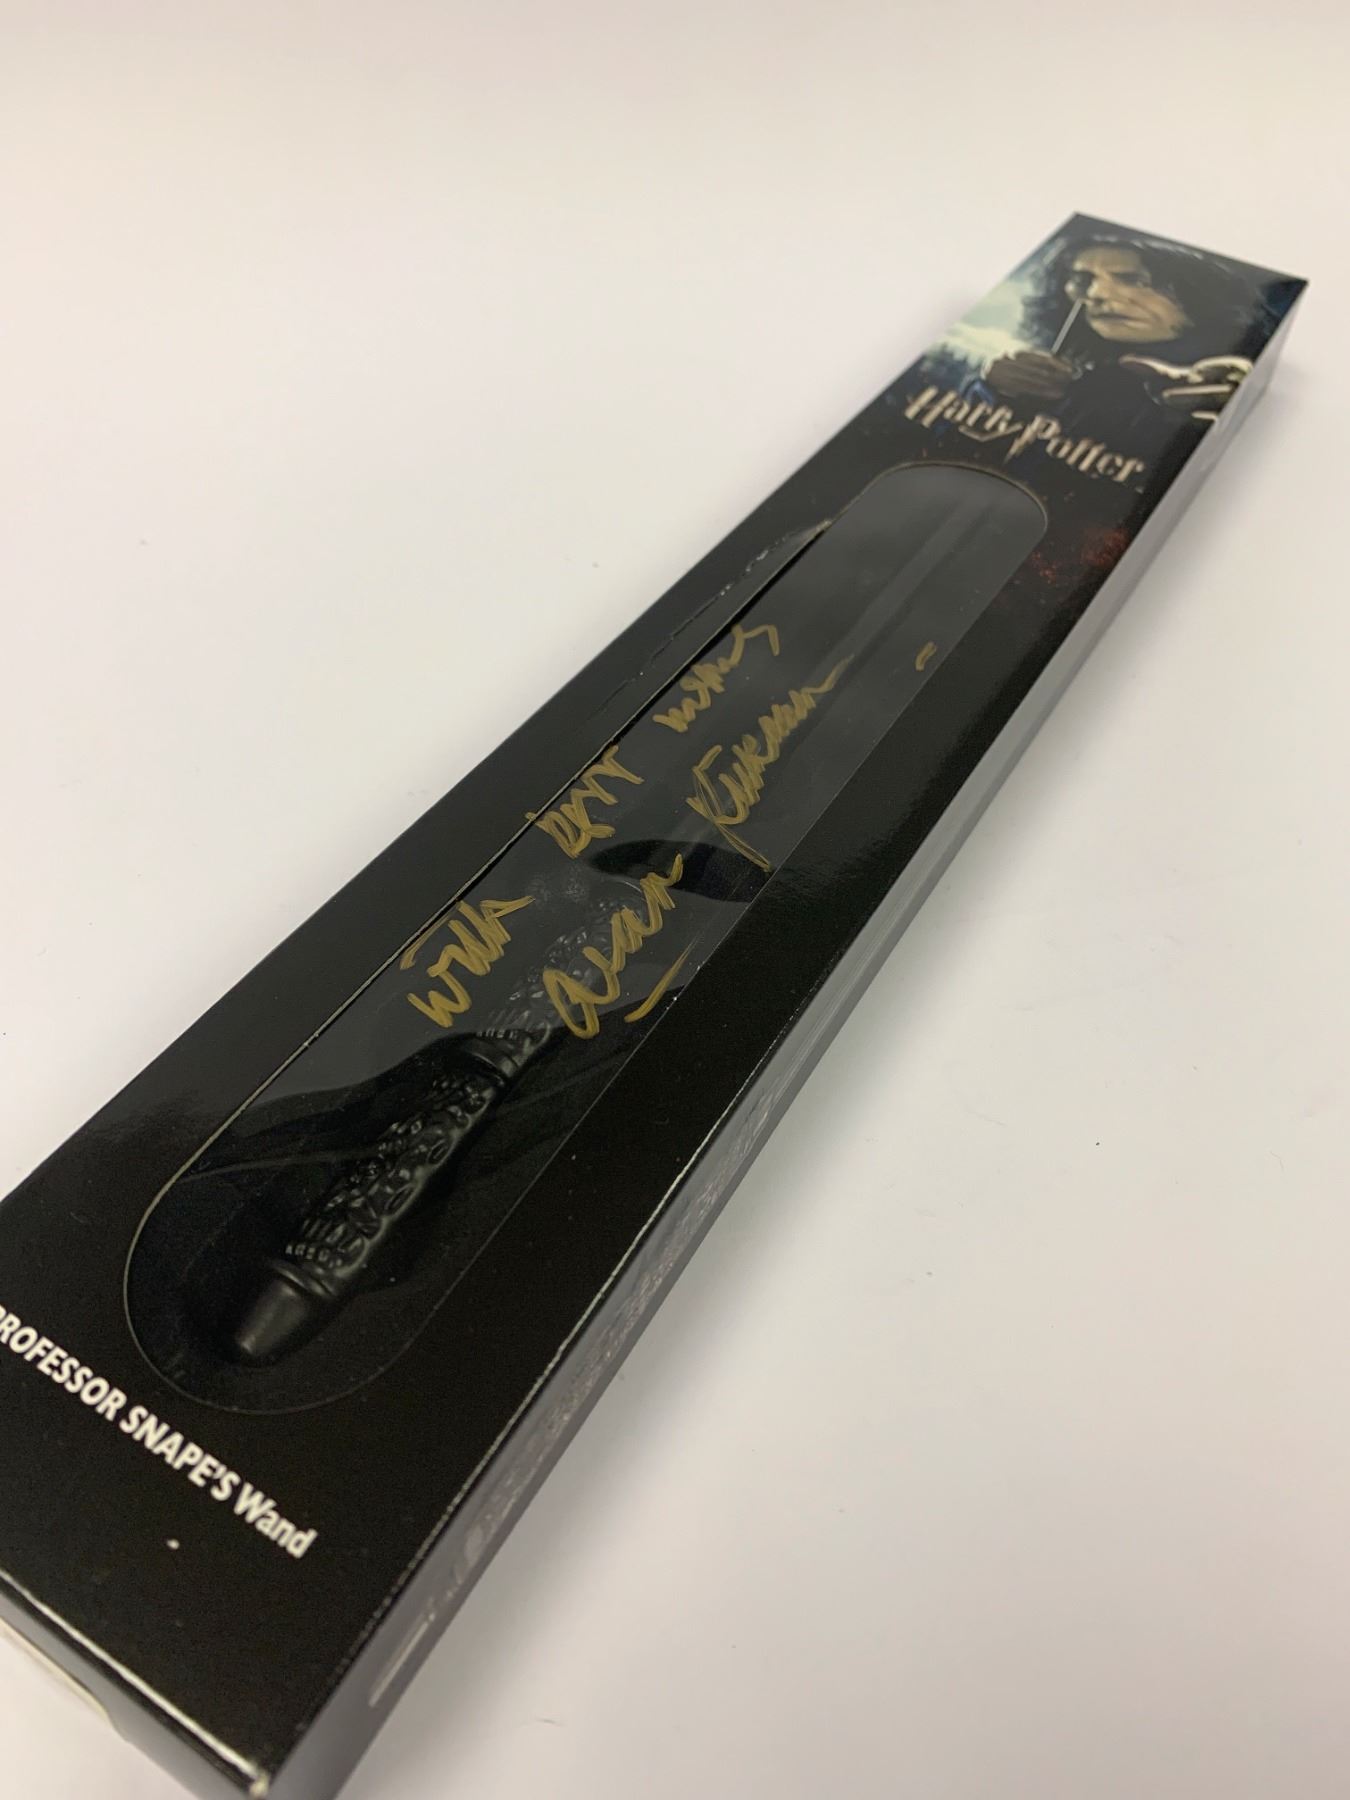 Harry Potter
with best wishes
Alan Rickman
PROFESSOR SNAPE'S Wand